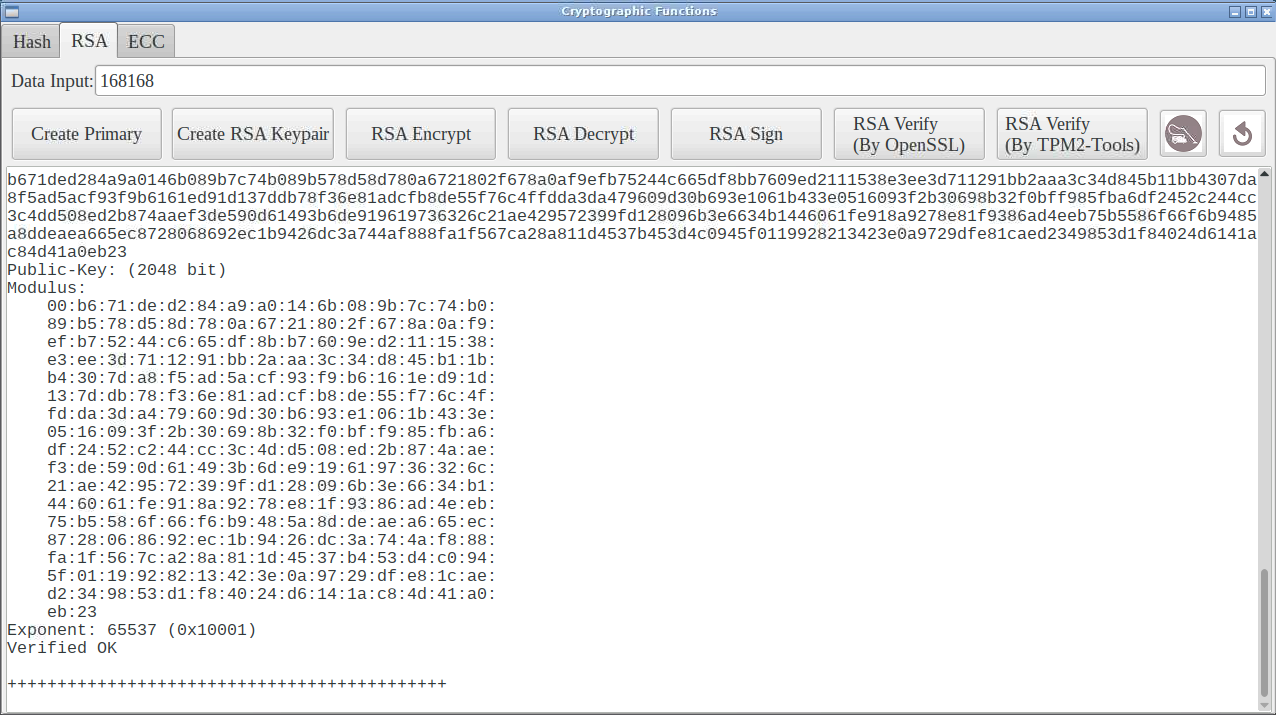 Cryptographic Functions
Hash RSA ECC
Data Input: 168168
Create Primary Create RSA Keypair RSA Encrypt RSA Decrypt RSA Sign RSA Verify (By OpenSSL) RSA Verify (By TPM2-Tools)
b671ded284a9a0146b089b7c74b089b578d58d780a6721802f678a0af9efb75244c665df8bb7609ed2111538e3ee3d711291bb2aaa3c34d845b11bb4307da
8f5ad5acf93f9b6161ed91d137ddb78f36e81adcfb8de55f76c4ffdda3da479609d30b693e1061b433e0516093f2b30698b32f0bff985fba6df2452c244cc
3c4dd508ed2b874aaef3de590d61493b6de919619736326c21ae429572399fd128096b3e6634b1446061fe918a9278e81f9386ad4eeb75b5586f66f6b9485
a8ddeaea665ec8728068692ec1b9426dc3a744af888fa1f567ca28a811d4537b453d4c0945f0119928213423e0a9729dfe81caed2349853d1f84024d6141a
c84d41a0eb23
Public-Key: (2048 bit)
Modulus:
00:b6:71:de:d2:84:a9:a0:14:6b:08:9b:7c:74:b0:
89:b5:78:d5:8d:78:0a:67:21:80:2f:67:8a:0a:f9:
ef:b7:52:44:c6:65:df:8b:b7:60:9e:d2:11:15:38:
e3:ee:3d:71:12:91:bb:2a:aa:3c:34:d8:45:b1:1b:
b4:30:7d:a8:f5:ad:5a:cf:93:f9:b6:16:1e:d9:1d:
13:7d:db:78:f3:6e:81:ad:cf:b8:de:55:f7:6c:4f:
fd:da:3d:a4:79:60:9d:30:b6:93:e1:06:1b:43:3e:
05:16:09:3f:2b:30:69:8b:32:f0:bf:f9:85:fb:a6:
df:24:52:c2:44:cc:3c:4d:d5:08:ed:2b:87:4a:ae:
f3:de:59:0d:61:49:3b:6d:e9:19:61:97:36:32:6c:
21:ae:42:95:72:39:9f:d1:28:09:6b:3e:66:34:b1:
44:60:61:fe:91:8a:92:78:e8:1f:93:86:ad:4e:eb:
75:b5:58:6f:66:f6:b9:48:5a:8d:de:ae:a6:65:ec:
87:28:06:86:92:ec:1b:94:26:dc:3a:74:4a:f8:88:
fa:1f:56:7c:a2:8a:81:1d:45:37:b4:53:d4:c0:94:
5f:01:19:92:82:13:42:3e:0a:97:29:df:e8:1c:ae:
d2:34:98:53:d1:f8:40:24:d6:14:1a:c8:4d:41:a0:
eb:23
Exponent: 65537 (0x10001)
Verified OK
++++++++++++++++++++++++++++++++++++++++++++